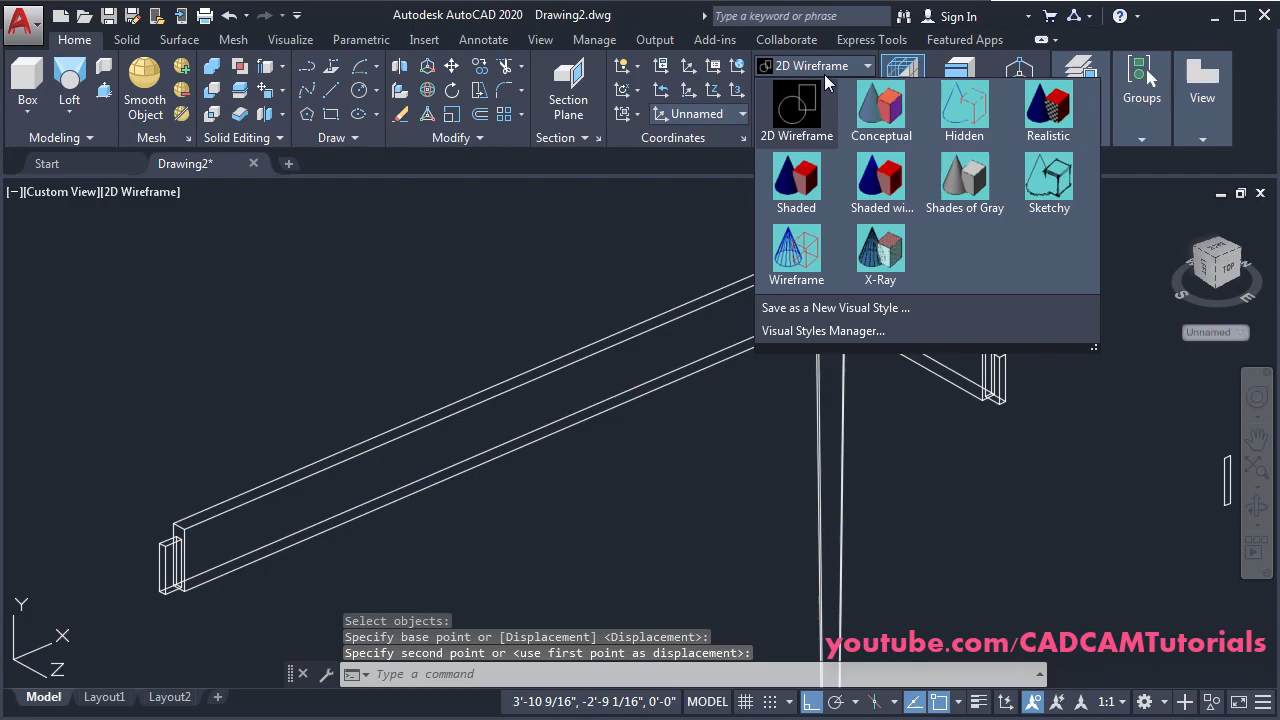 Autodesk AutoCAD 2020 Drawing2.dwg
Type a keyword or phrase
Sign In
Home Solid Surface Mesh Visualize Parametric Insert Annotate View Manage Output Add-ins Collaborate Express Tools Featured Apps
2D Wireframe
Box
Loft
Smooth
Object
Section
Plane
Unnamed
Groups
View
Modeling
Mesh
Solid Editing
Draw
Modify
Section
Coordinates
2D Wireframe Conceptual Hidden Realistic
Shaded Shaded wi... Shades of Gray Sketchy
Wireframe X-Ray
Save as a New Visual Style ...
Visual Styles Manager...
Start Drawing2*
[−][Custom View][2D Wireframe]
TOP
S E
Unnamed
Y
X
Z
Select objects:
Specify base point or [Displacement] <Displacement>:
Specify second point or <use first point as displacement>:
Type a command
youtube.com/CADCAMTutorials
Model Layout1 Layout2
3'-10 9/16", -2'-9 1/16", 0'-0" MODEL
1:1